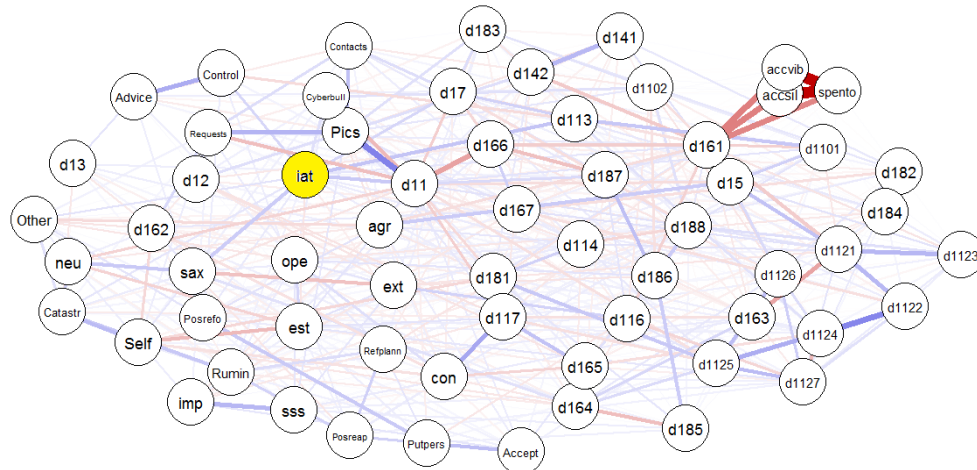 d183
d141
Contacts
accvib
Control
d142
accsil
spento
Advice
d17
Cyberbull
d1102
d113
Requests
Pics
d166
d161
d1101
d13
d12
iat
d11
d187
d15
d182
Other
d162
agr
d167
d188
d184
d114
d1121
d1123
neu
sax
ope
ext
d181
d186
d1126
Catastr
Posrefo
est
d117
d116
d163
d1124
d1122
Self
Refplann
Rumin
con
d165
d1125
d1127
imp
sss
d164
Posreap
Putpers
Accept
d185